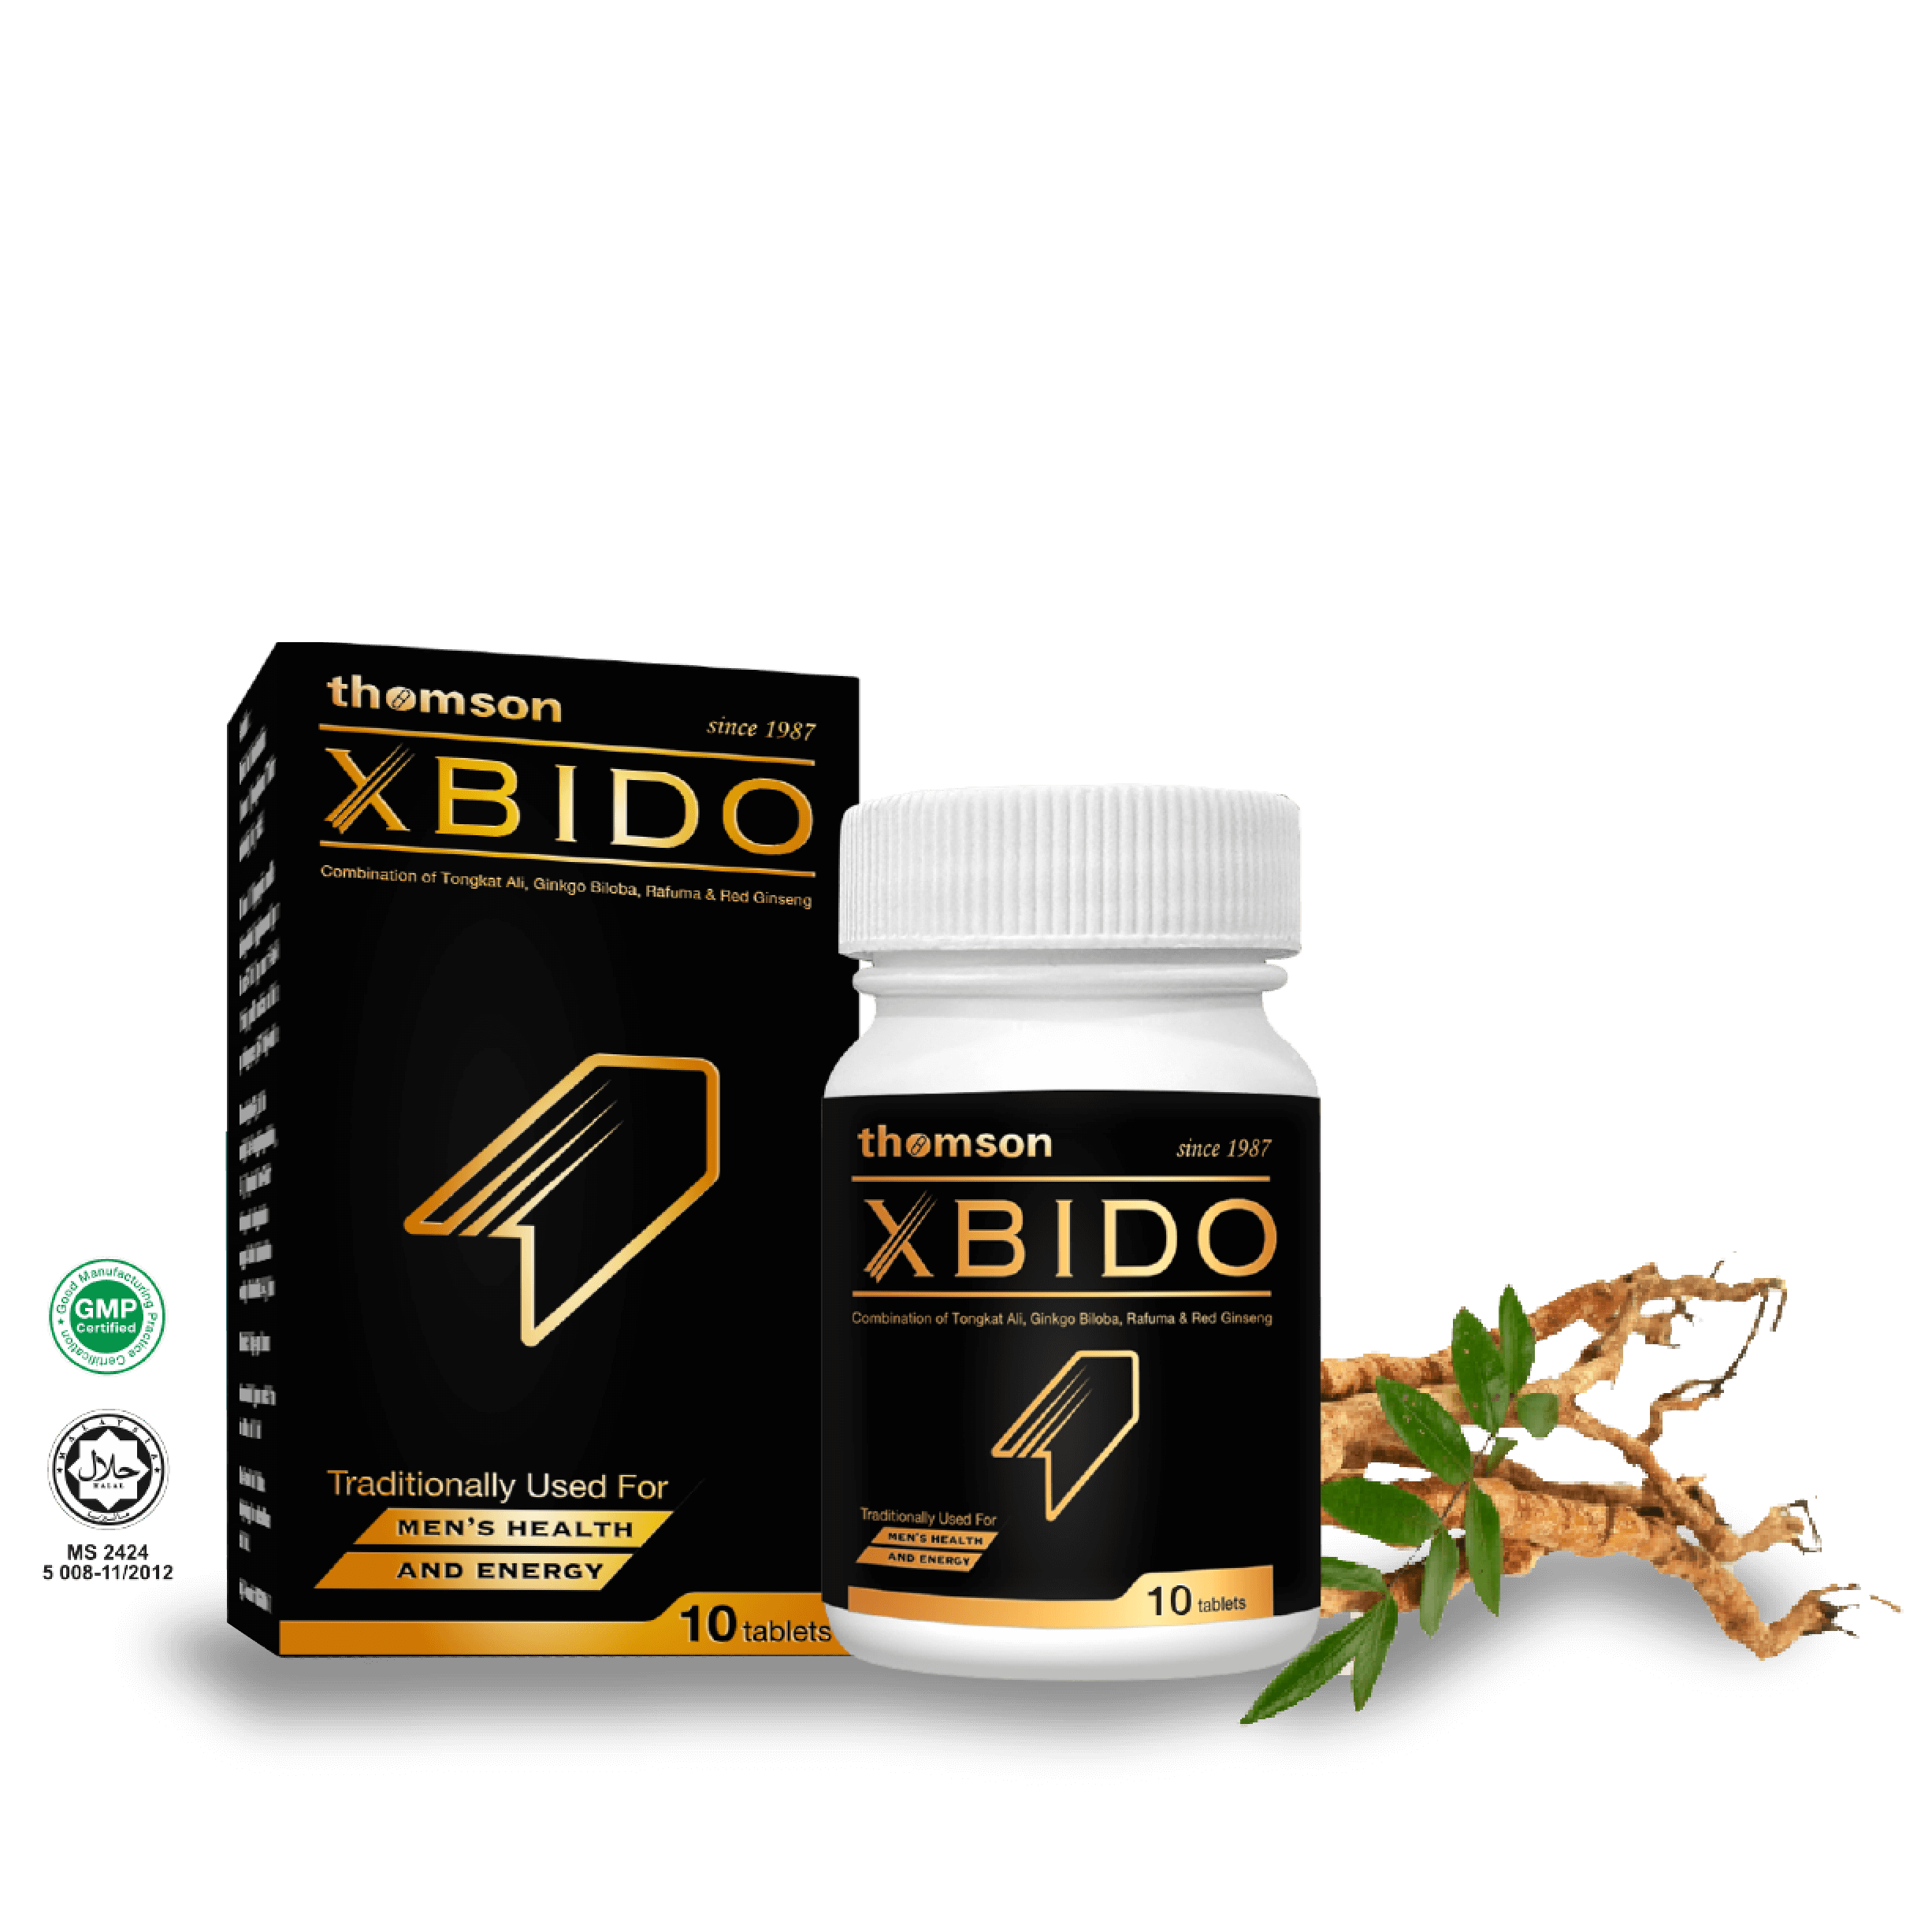 thomson
since 1987
XBIDO
Combination of Tongkat Ali, Ginkgo Biloba, Rafuma & Red Ginseng
Traditionally Used For
MEN'S HEALTH
AND ENERGY
10 tablets
thomson
since 1987
XBIDO
Combination of Tongkat Ali, Ginkgo Biloba, Rafuma & Red Ginseng
Traditionally Used For
MEN'S HEALTH
AND ENERGY
10 tablets
Good Manufacturing Practice Certification
GMP
Certified
MALAYSIA
حلال
HALAL
ماليزيا
MS 2424
5 008-11/2012